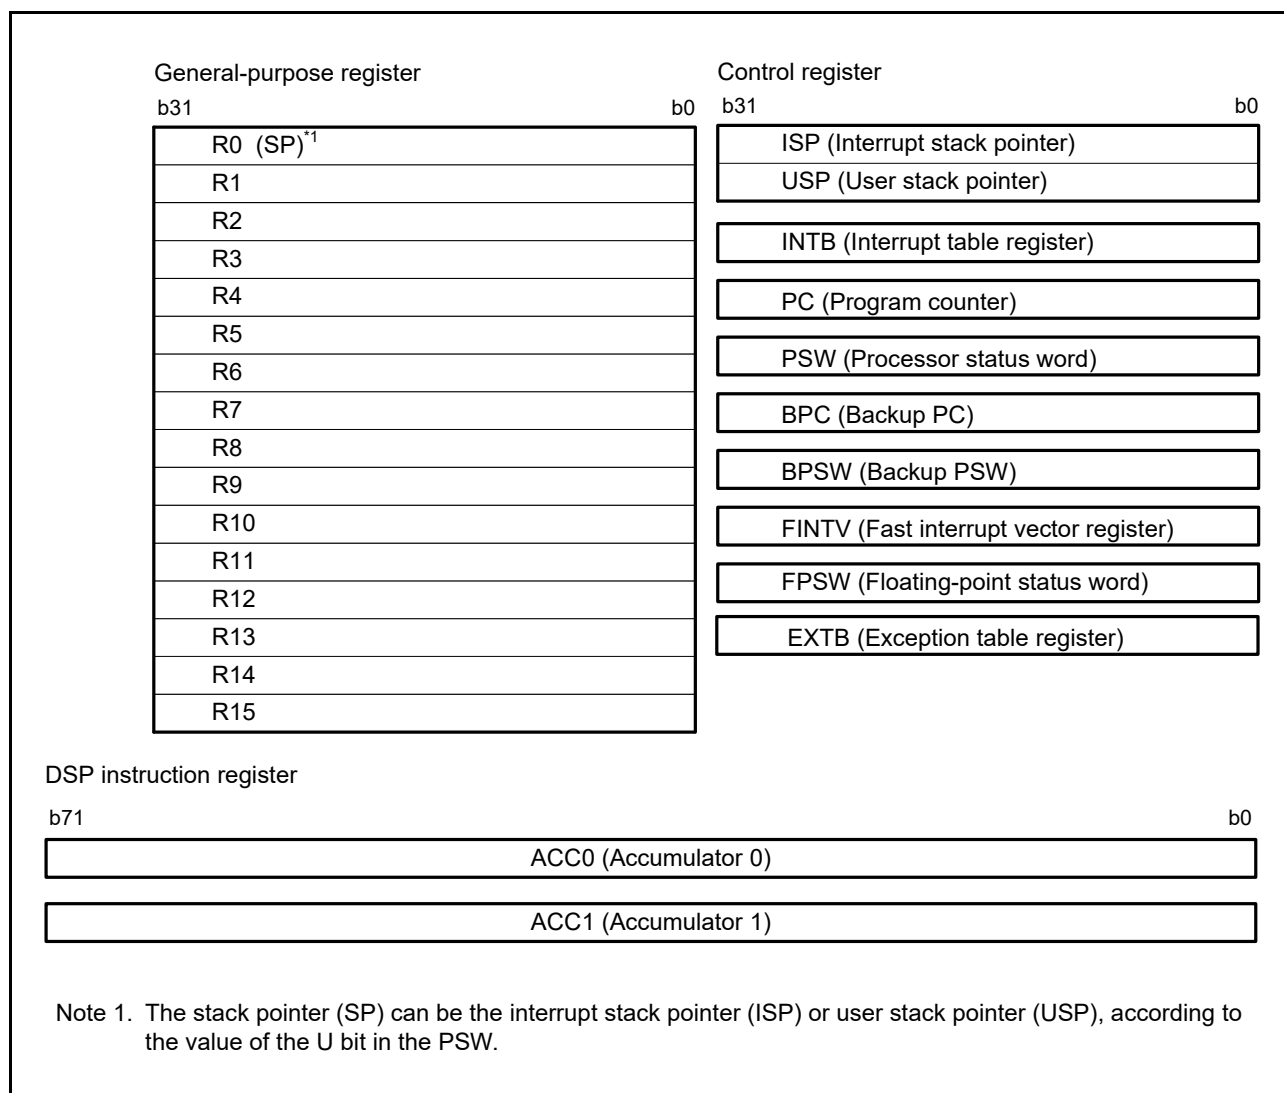 General-purpose register
b31 b0
R0 (SP)*1
R1
R2
R3
R4
R5
R6
R7
R8
R9
R10
R11
R12
R13
R14
R15
Control register
b31 b0
ISP (Interrupt stack pointer)
USP (User stack pointer)
INTB (Interrupt table register)
PC (Program counter)
PSW (Processor status word)
BPC (Backup PC)
BPSW (Backup PSW)
FINTV (Fast interrupt vector register)
FPSW (Floating-point status word)
EXTB (Exception table register)
DSP instruction register
b71 b0
ACC0 (Accumulator 0)
ACC1 (Accumulator 1)
Note 1. The stack pointer (SP) can be the interrupt stack pointer (ISP) or user stack pointer (USP), according to
the value of the U bit in the PSW.